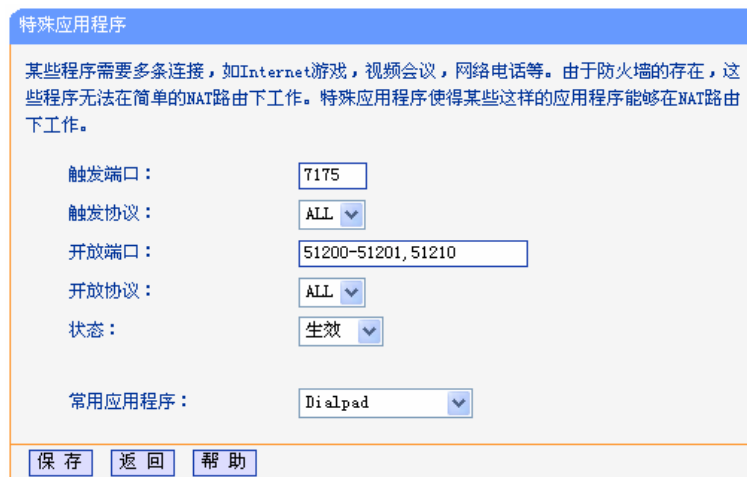 特殊应用程序
某些程序需要多条连接，如Internet游戏，视频会议，网络电话等。由于防火墙的存在，这
些程序无法在简单的NAT路由下工作。特殊应用程序使得某些这样的应用程序能够在NAT路由
下工作。
触发端口： 7175
触发协议： ALL
开放端口： 51200-51201,51210
开放协议： ALL
状态： 生效
常用应用程序： Dialpad
保 存 返 回 帮 助